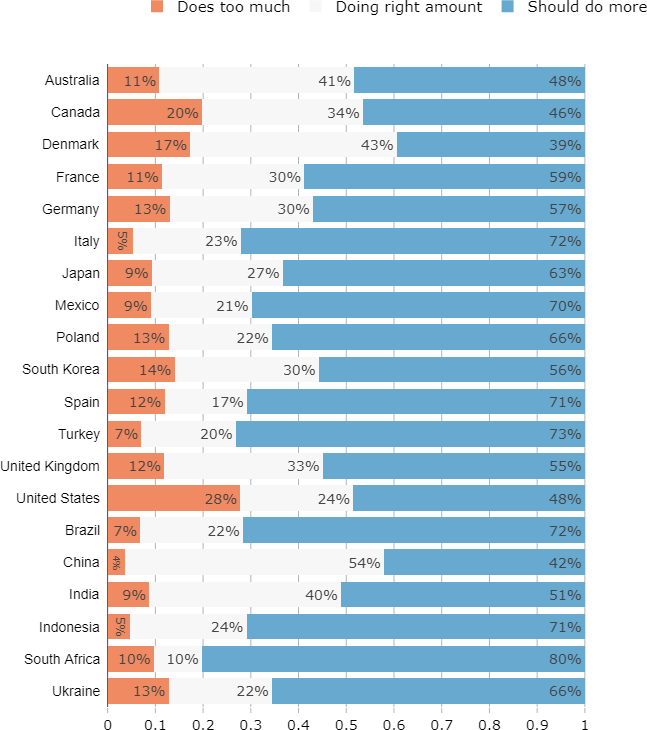 Does too much Doing right amount Should do more
Australia 11% 41% 48%
Canada 20% 34% 46%
Denmark 17% 43% 39%
France 11% 30% 59%
Germany 13% 30% 57%
Italy 5% 23% 72%
Japan 9% 27% 63%
Mexico 9% 21% 70%
Poland 13% 22% 66%
South Korea 14% 30% 56%
Spain 12% 17% 71%
Turkey 7% 20% 73%
United Kingdom 12% 33% 55%
United States 28% 24% 48%
Brazil 7% 22% 72%
China 4% 54% 42%
India 9% 40% 51%
Indonesia 5% 24% 71%
South Africa 10% 10% 80%
Ukraine 13% 22% 66%
0 0.1 0.2 0.3 0.4 0.5 0.6 0.7 0.8 0.9 1